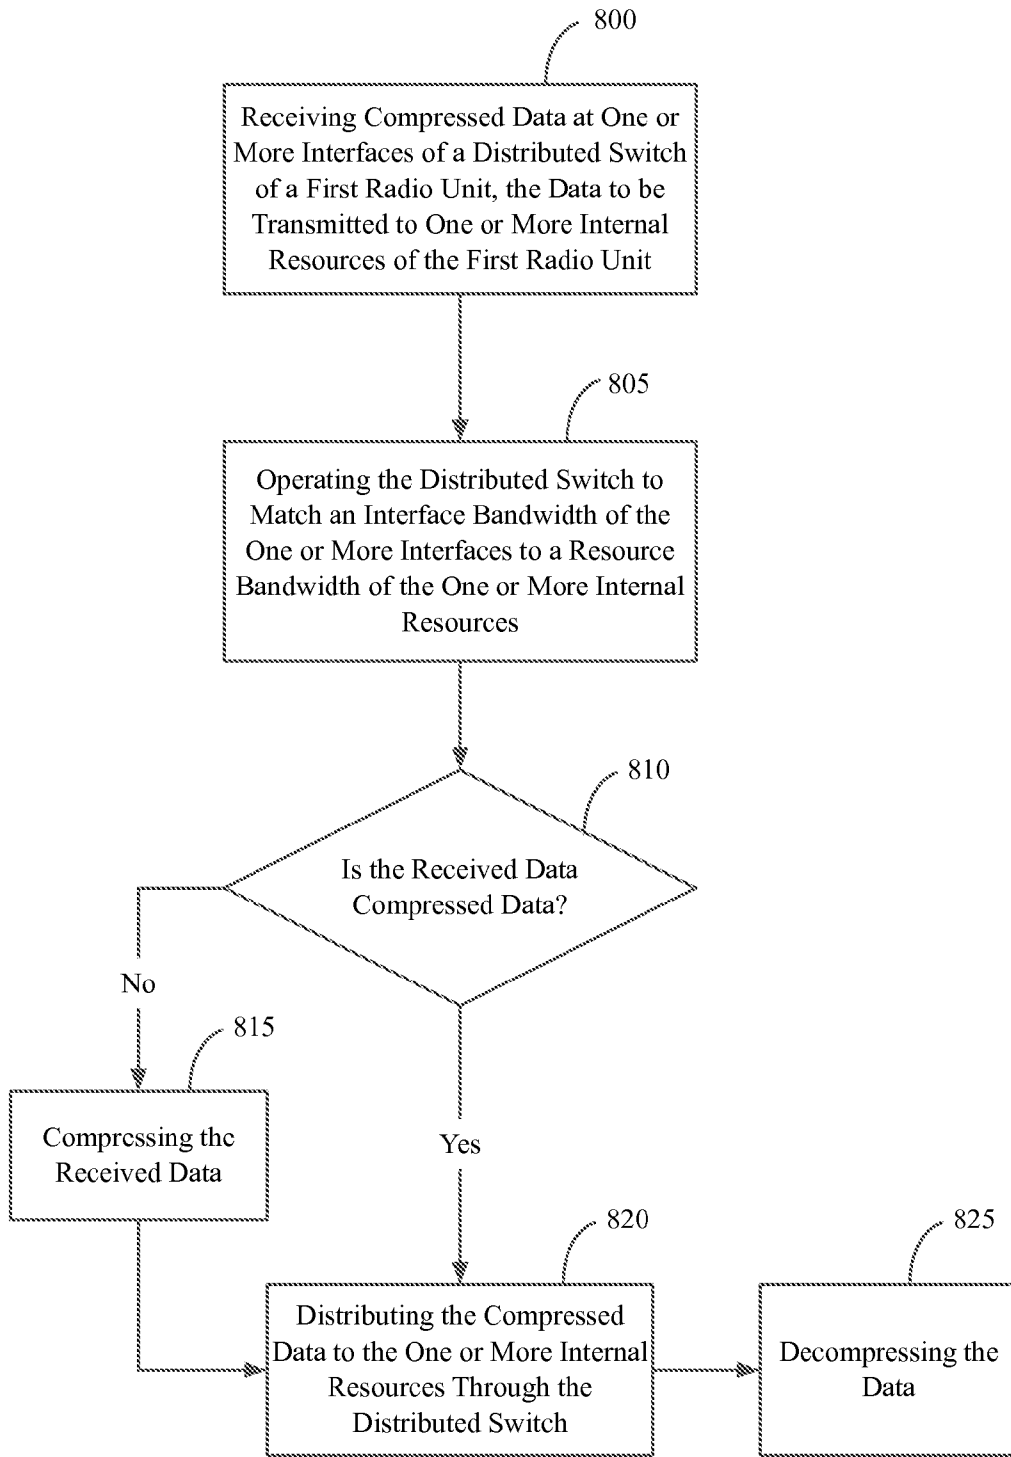 800
Receiving Compressed Data at One or
More Interfaces of a Distributed Switch
of a First Radio Unit, the Data to be
Transmitted to One or More Internal
Resources of the First Radio Unit
805
Operating the Distributed Switch to
Match an Interface Bandwidth of the
One or More Interfaces to a Resource
Bandwidth of the One or More Internal
Resources
810
Is the Received Data
Compressed Data?
No
815
Compressing the
Received Data
Yes
820
Distributing the Compressed
Data to the One or More Internal
Resources Through the
Distributed Switch
825
Decompressing the
Data